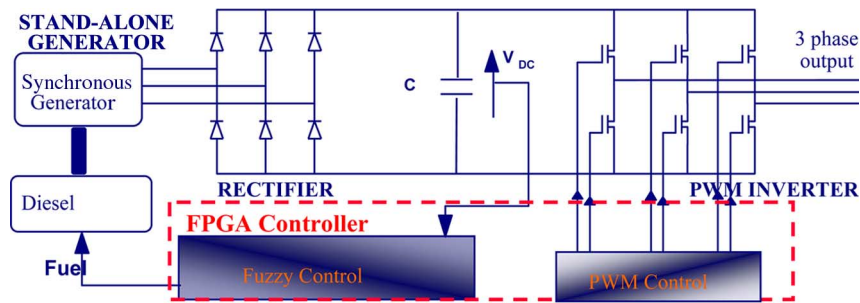 STAND-ALONE
GENERATOR
Synchronous
Generator
Diesel
Fuel
RECTIFIER
C
V DC
3 phase
output
PWM INVERTER
FPGA Controller
Fuzzy Control
PWM Control